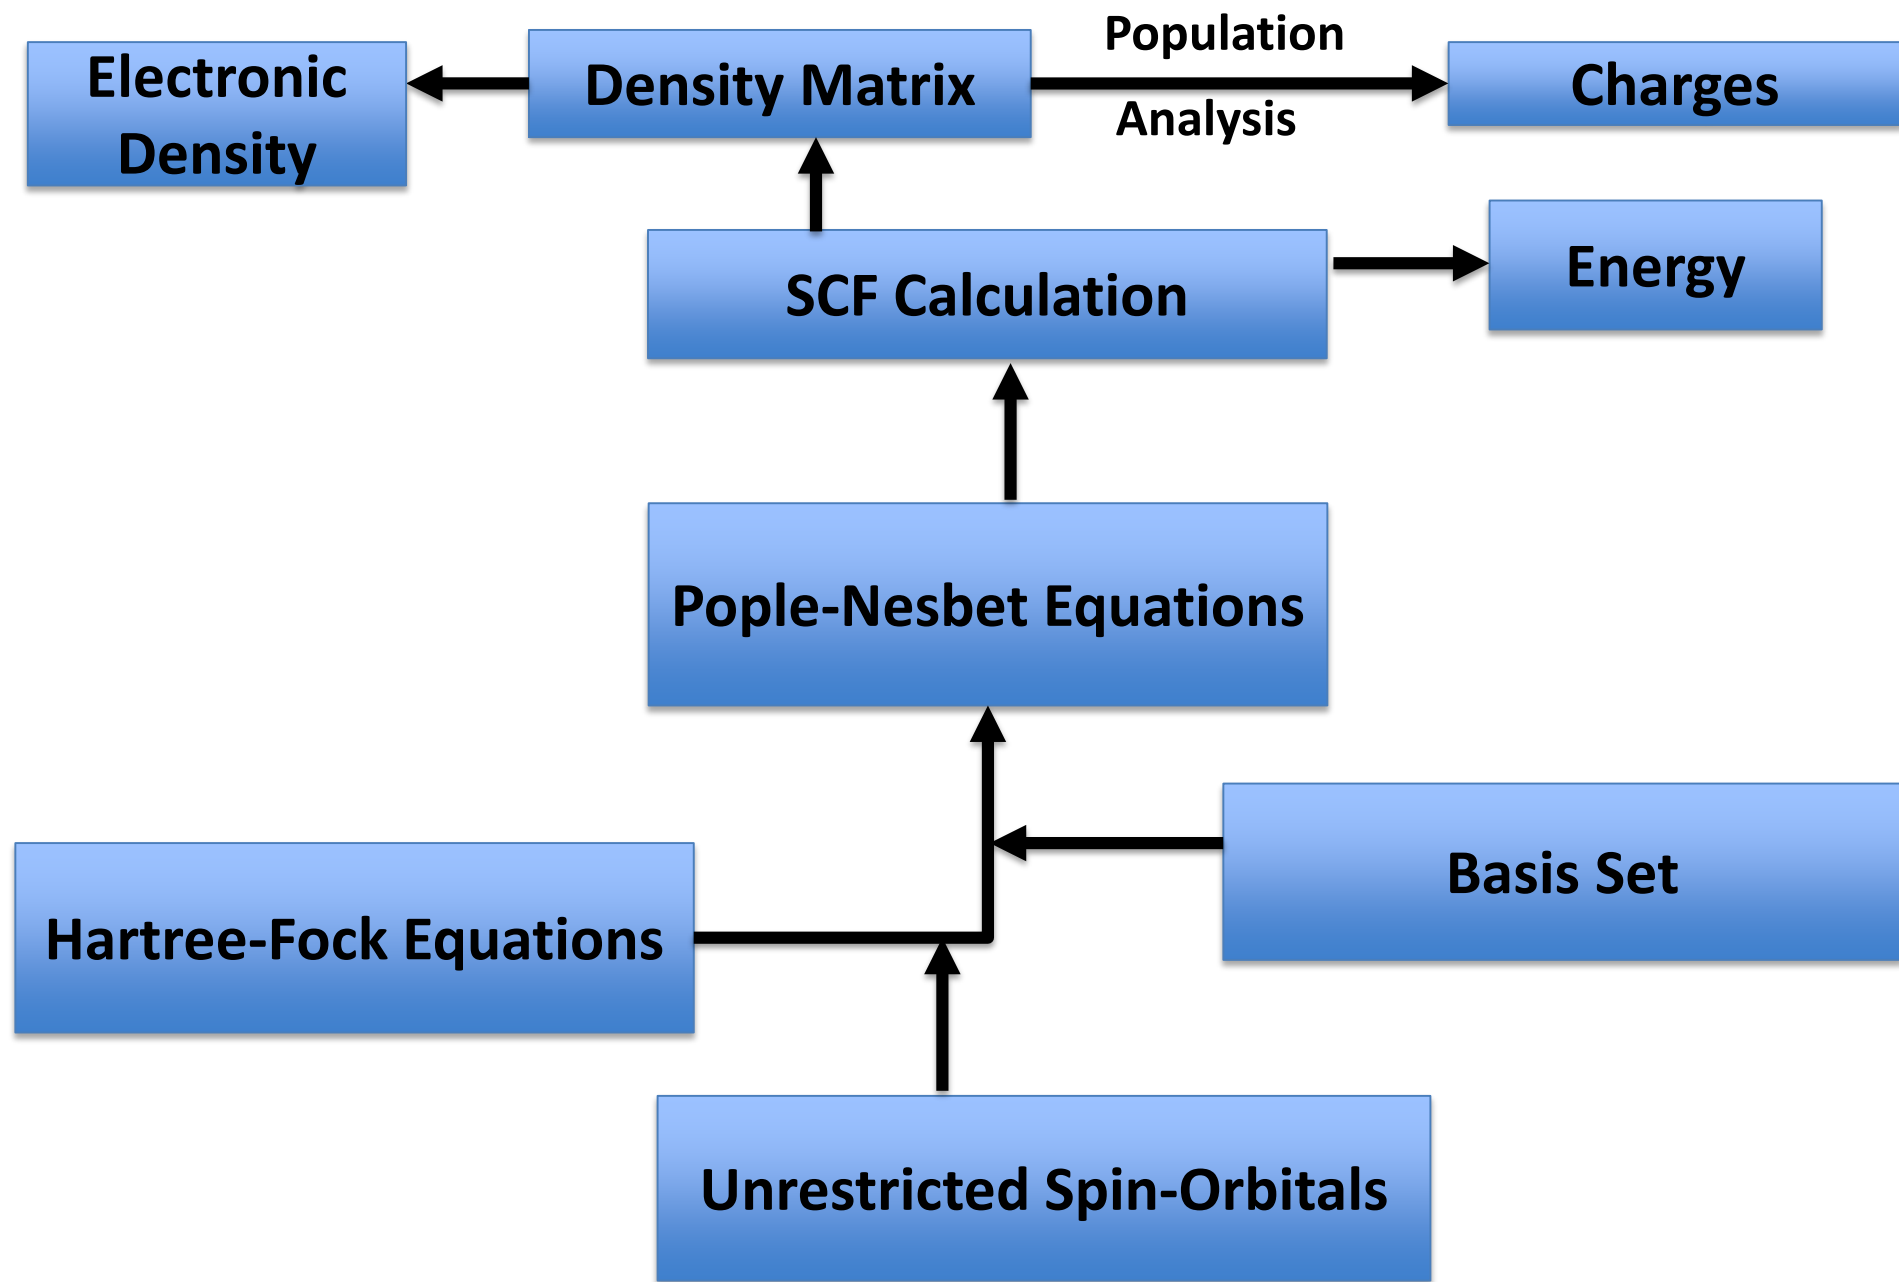 Electronic
Density
Density Matrix
Population
Analysis
Charges
SCF Calculation
Energy
Pople-Nesbet Equations
Basis Set
Hartree-Fock Equations
Unrestricted Spin-Orbitals